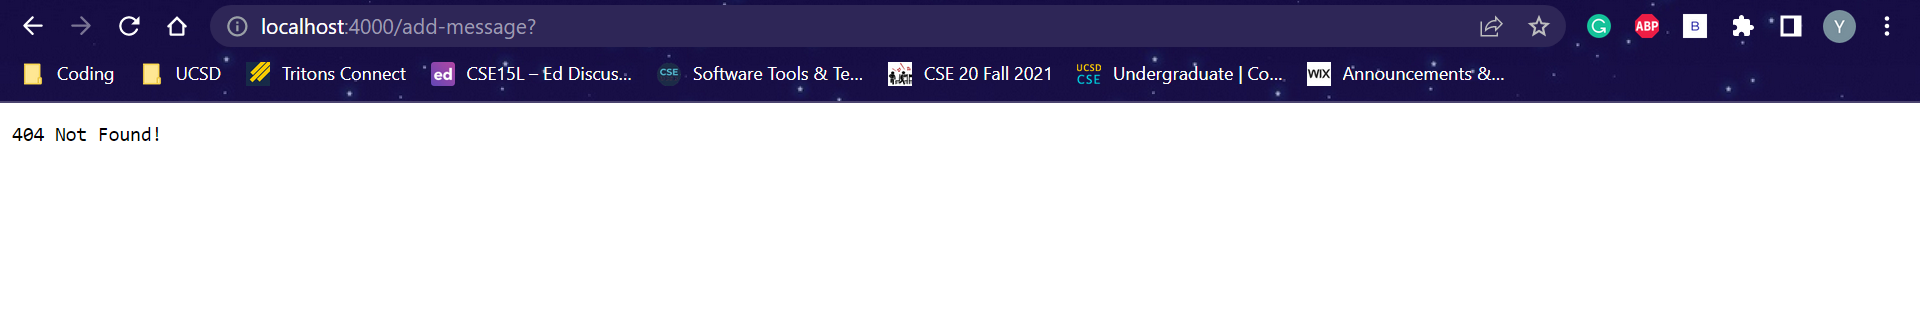 localhost:4000/add-message?
ABP
B
Y
Coding
UCSD
Tritons Connect
ed
CSE15L – Ed Discus...
CSE
Software Tools & Te...
CSE 20 Fall 2021
UCSD
CSE
Undergraduate | Co...
WIX
Announcements &...
404 Not Found!